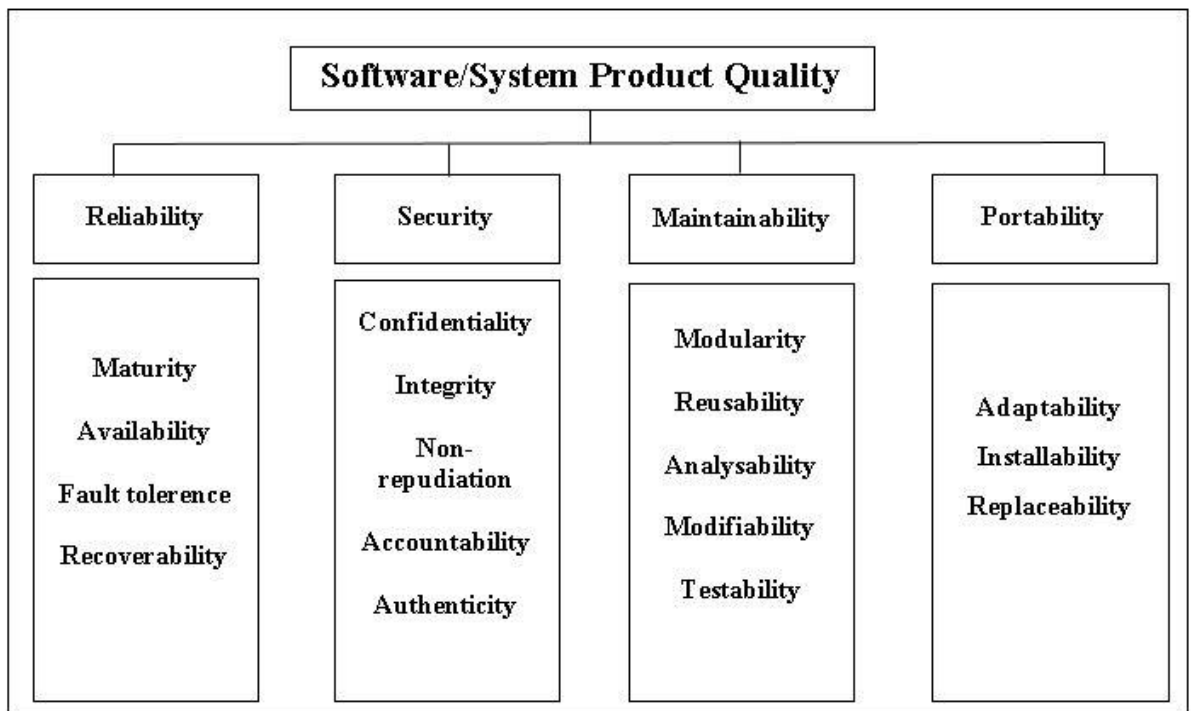 Software/System Product Quality
Reliability
Security
Maintainability
Portability
Maturity
Availability
Fault tolerence
Recoverability
Confidentiality
Integrity
Non-
repudiation
Accountability
Authenticity
Modularity
Reusability
Analysability
Modifiability
Testability
Adaptability
Installability
Replaceability